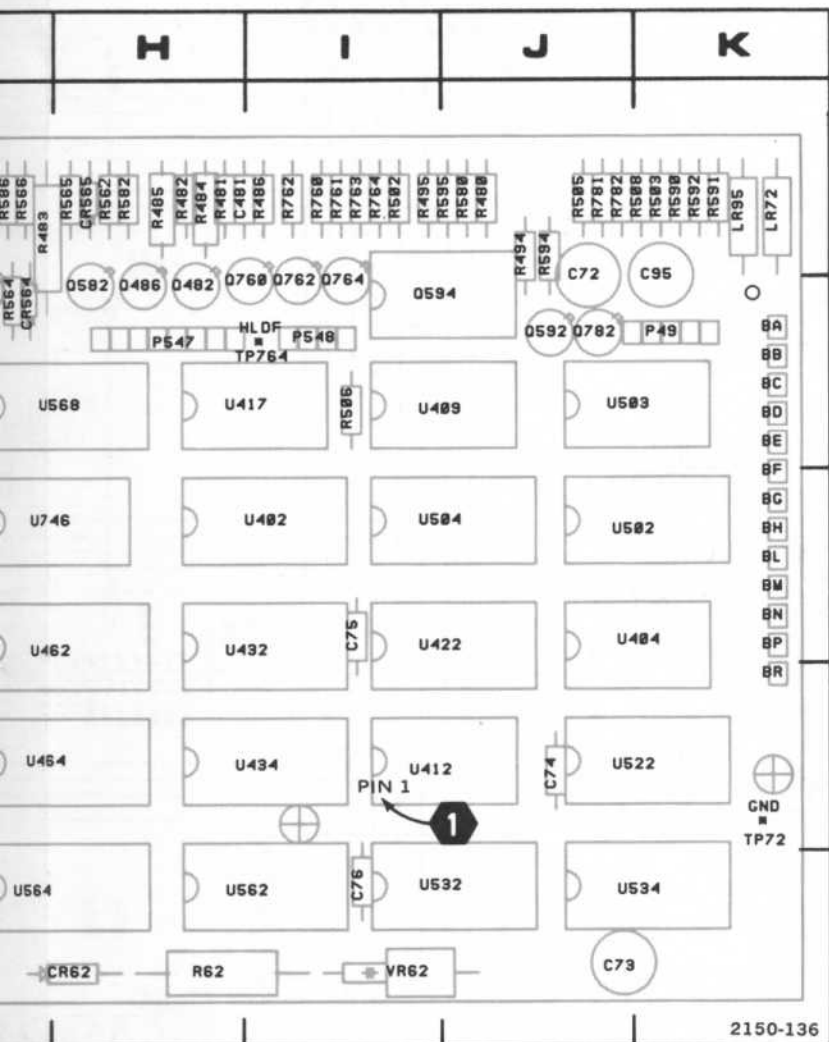 H I J K
R586 R566 R483 R565 CR565 R562 R582 R485 R482 R484 R481 C481 R486 R762 R760 R761 R763 R764 R502 R495 R595 R580 R480 R505 R781 R782 R508 R503 R590 R592 R591 LR95 LR72
R494 R594
R564 CR564 Q582 Q486 Q482 Q760 Q762 Q764 Q594 C72 C95
P547 HLDF P548 Q592 Q782 P49 BA
TP764 BB
BC
U568 U417 R506 U409 U503 BD
BE
BF
BG
U746 U402 U504 U502 BH
BL
BM
BN
U462 U432 C75 U422 U404 BP
BR
U464 U434 U412 C74 U522
PIN 1
GND
1
TP72
U564 U562 C76 U532 U534
CR62 R62 VR62 C73
2150-136